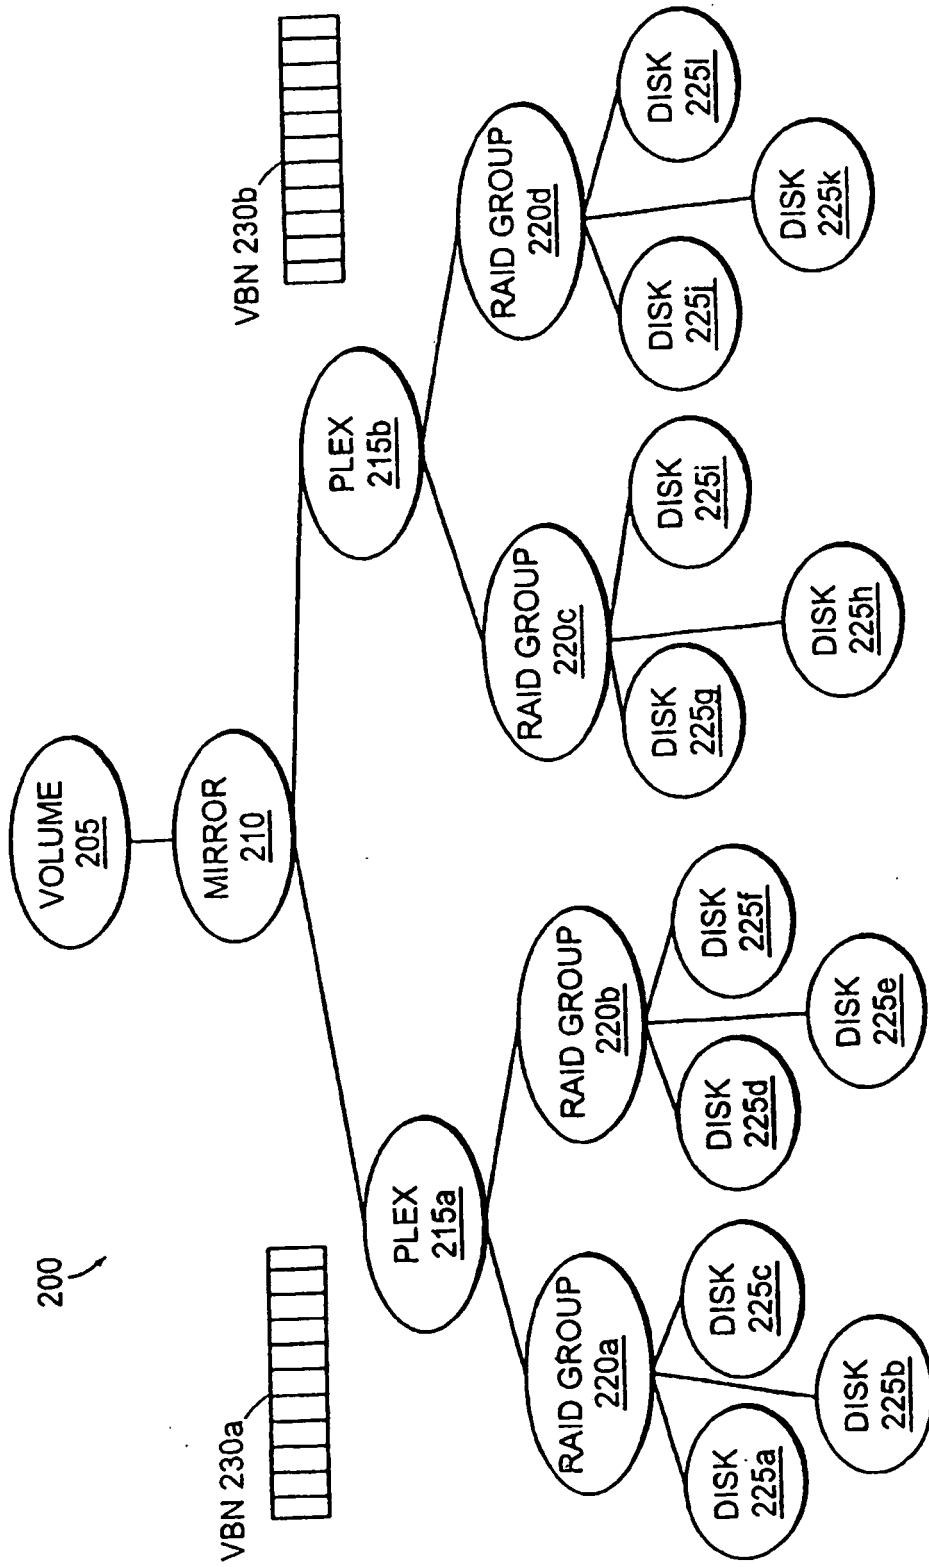 200
VOLUME
205
MIRROR
210
VBN 230a
VBN 230b
PLEX
215a
PLEX
215b
RAID GROUP
220a
RAID GROUP
220b
RAID GROUP
220c
RAID GROUP
220d
DISK
225a
DISK
225b
DISK
225c
DISK
225d
DISK
225e
DISK
225f
DISK
225g
DISK
225h
DISK
225i
DISK
225j
DISK
225k
DISK
225l